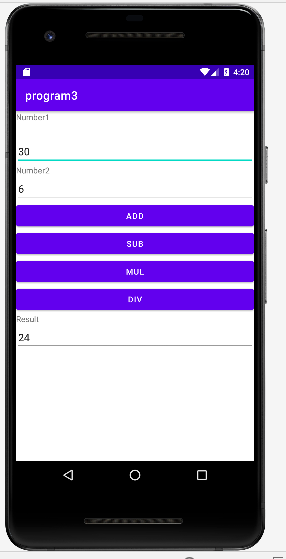 4:20
program3
Number1
30
Number2
6
ADD
SUB
MUL
DIV
Result
24